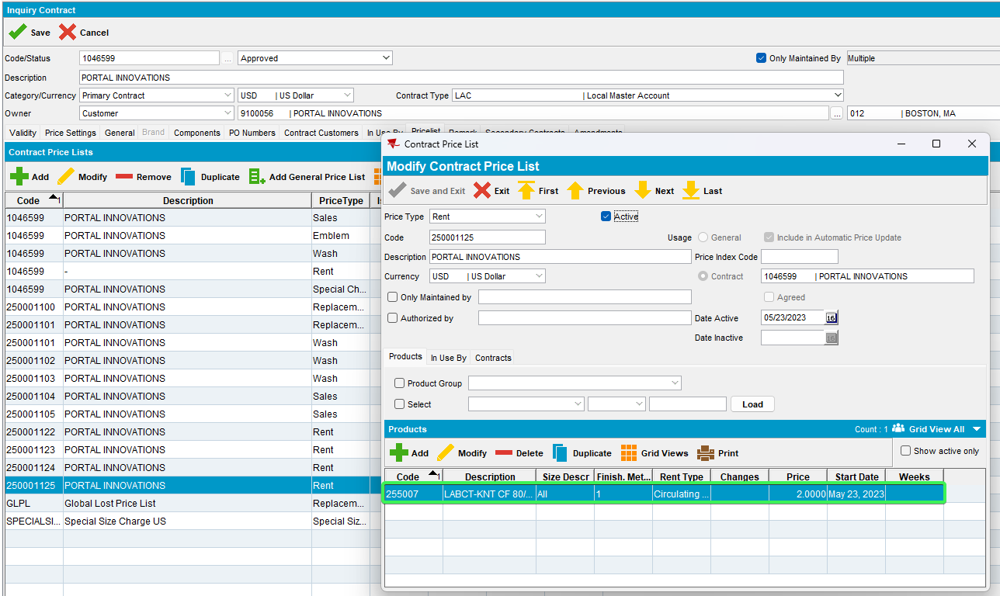 Inquiry Contract
Save Cancel
Code/Status 1046599 ... Approved Only Maintained By Multiple
Description PORTAL INNOVATIONS
Category/Currency Primary Contract USD | US Dollar Contract Type LAC | Local Master Account
Owner Customer 9100056 | PORTAL INNOVATIONS ... 012 | BOSTON, MA
Validity Price Settings General Brand Components PO Numbers Contract Customers In Use By Pricelist Remark Secondary Contracts Amendments
Contract Price Lists
Add Modify Remove Duplicate Add General Price List
Code 1 Description PriceType
1046599 PORTAL INNOVATIONS Sales
1046599 PORTAL INNOVATIONS Emblem
1046599 PORTAL INNOVATIONS Wash
1046599 - Rent
1046599 PORTAL INNOVATIONS Special Ch...
250001100 PORTAL INNOVATIONS Replacem...
250001101 PORTAL INNOVATIONS Replacem...
250001101 PORTAL INNOVATIONS Wash
250001102 PORTAL INNOVATIONS Wash
250001103 PORTAL INNOVATIONS Wash
250001104 PORTAL INNOVATIONS Sales
250001105 PORTAL INNOVATIONS Sales
250001122 PORTAL INNOVATIONS Rent
250001123 PORTAL INNOVATIONS Rent
250001124 PORTAL INNOVATIONS Rent
250001125 PORTAL INNOVATIONS Rent
GLPL Global Lost Price List Replacem...
SPECIALSI... Special Size Charge US Special Siz...
Contract Price List
Modify Contract Price List
Save and Exit Exit First Previous Next Last
Price Type Rent Active
Code 250001125 Usage General Include in Automatic Price Update
Description PORTAL INNOVATIONS Price Index Code
Currency USD | US Dollar Contract 1046599 | PORTAL INNOVATIONS
Only Maintained by Agreed
Authorized by Date Active 05/23/2023 16
Date Inactive 16
Products In Use By Contracts
Product Group
Select Load
Products Count : 1 Grid View All
Add Modify Delete Duplicate Grid Views Print Show active only
Code 1 Description Size Descr Finish. Met... Rent Type Changes Price Start Date Weeks
255007 LABCT-KNT CF 80/... All 1 Circulating ... 2.0000 May 23, 2023